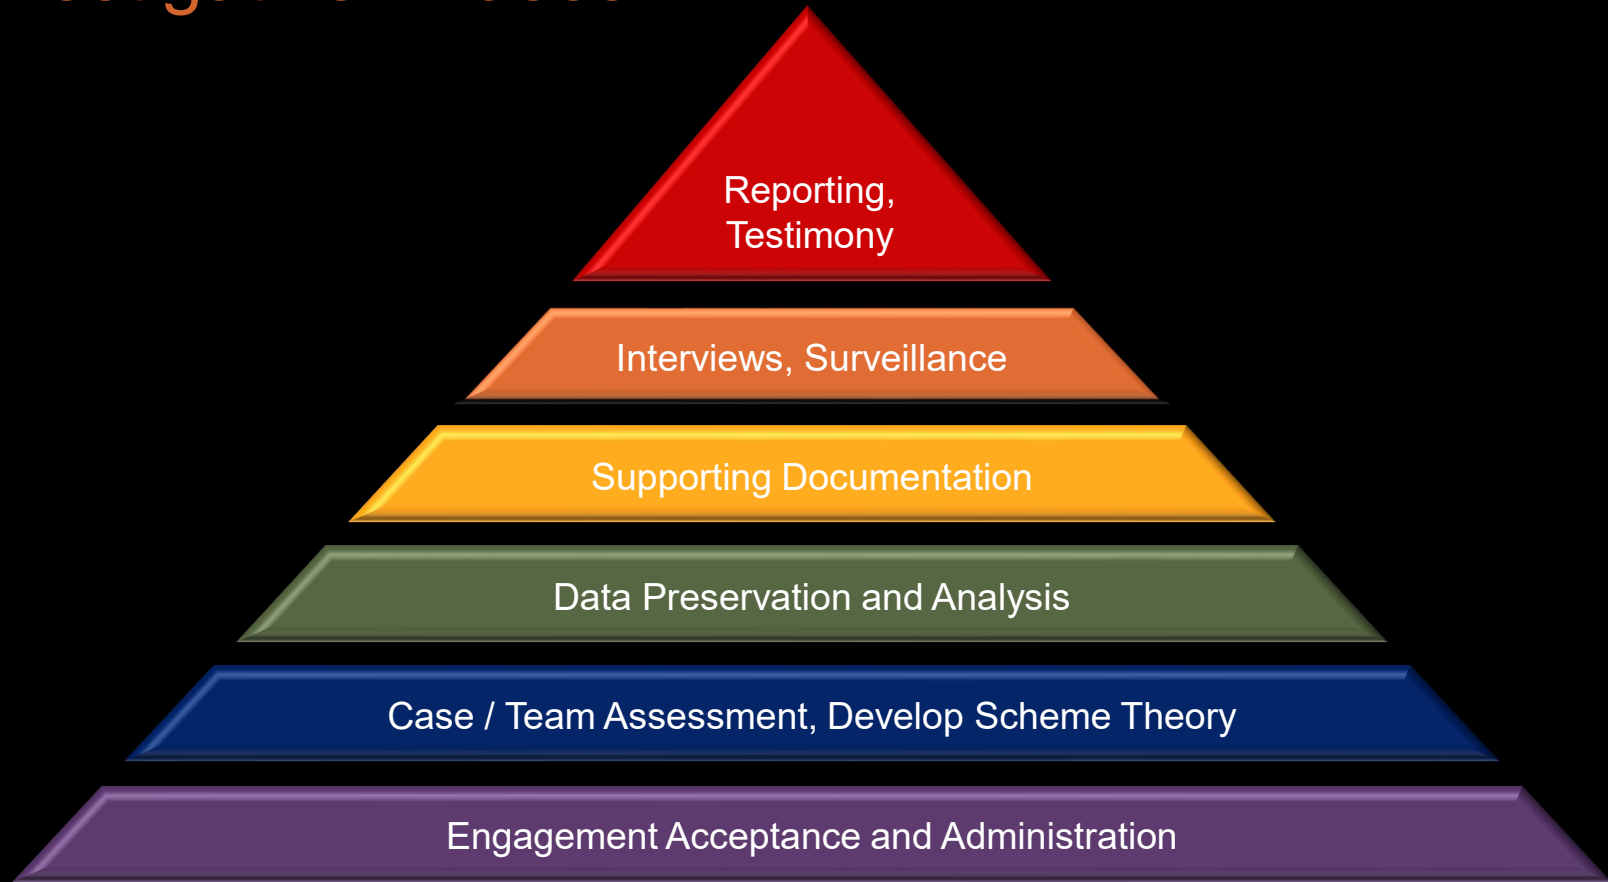 Reporting,
Testimony
Interviews, Surveillance
Supporting Documentation
Data Preservation and Analysis
Case / Team Assessment, Develop Scheme Theory
Engagement Acceptance and Administration